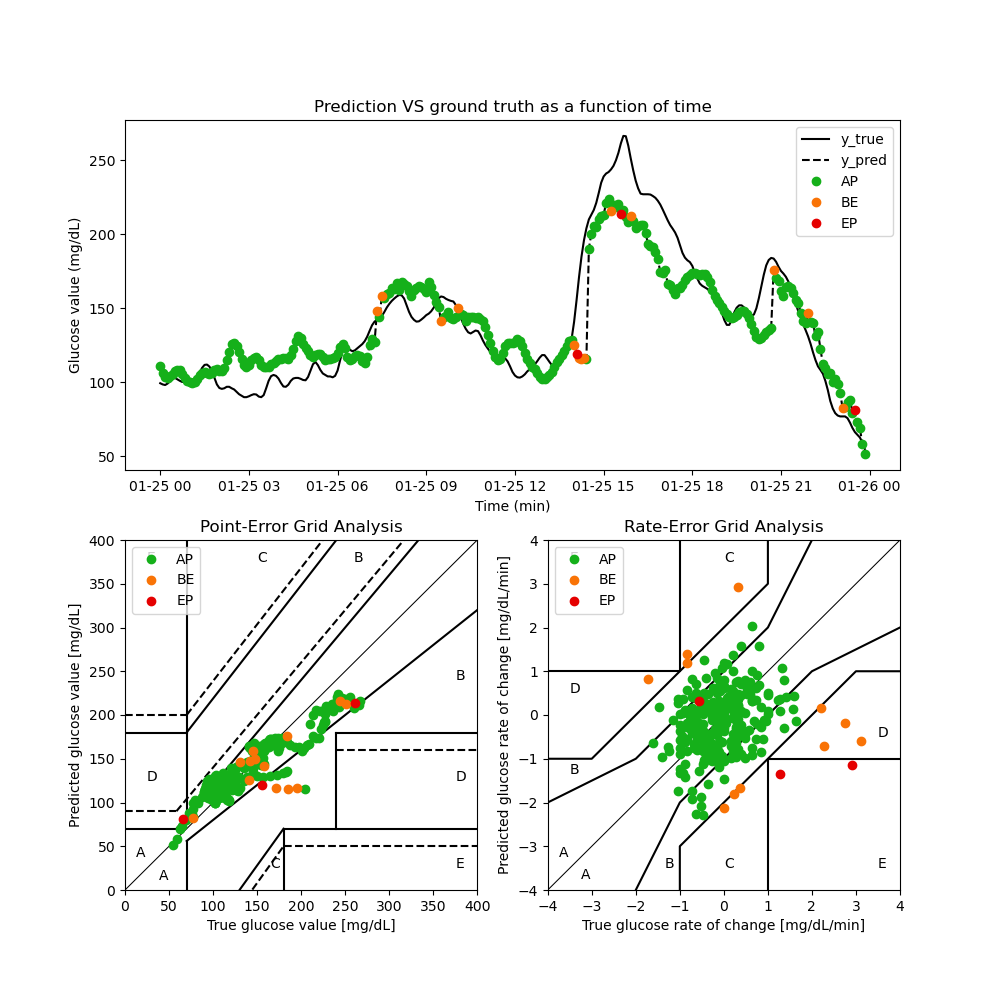 Prediction VS ground truth as a function of time
Glucose value (mg/dL)
250
200
150
100
50
y_true
y_pred
AP
BE
EP
01-25 00 01-25 03 01-25 06 01-25 09 01-25 12 01-25 15 01-25 18 01-25 21 01-26 00
Time (min)
Point-Error Grid Analysis
Predicted glucose value [mg/dL]
400
350
300
250
200
150
100
50
0
AP
BE
EP
C
B
B
D
D
A
A
C
E
0 50 100 150 200 250 300 350 400
True glucose value [mg/dL]
Rate-Error Grid Analysis
Predicted glucose rate of change [mg/dL/min]
4
3
2
1
0
−1
−2
−3
−4
AP
BE
EP
C
D
D
B
A
A
B
C
E
−4 −3 −2 −1 0 1 2 3 4
True glucose rate of change [mg/dL/min]